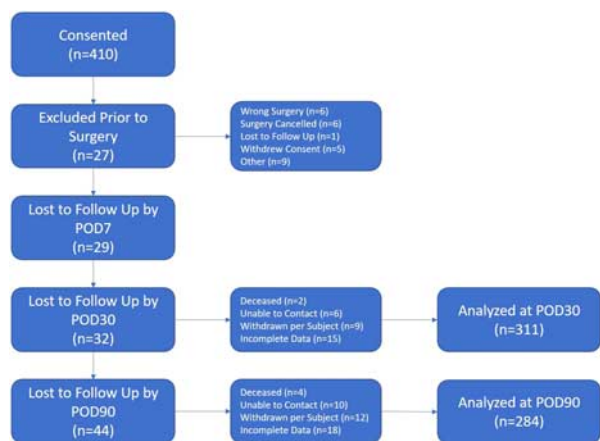 Consented
(n=410)
Excluded Prior to
Surgery
(n=27)
Wrong Surgery (n=6)
Surgery Cancelled (n=6)
Lost to Follow Up (n=1)
Withdrew Consent (n=5)
Other (n=9)
Lost to Follow Up by
POD7
(n=29)
Lost to Follow Up by
POD30
(n=32)
Deceased (n=2)
Unable to Contact (n=6)
Withdrawn per Subject (n=9)
Incomplete Data (n=15)
Analyzed at POD30
(n=311)
Lost to Follow Up by
POD90
(n=44)
Deceased (n=4)
Unable to Contact (n=10)
Withdrawn per Subject (n=12)
Incomplete Data (n=18)
Analyzed at POD90
(n=284)